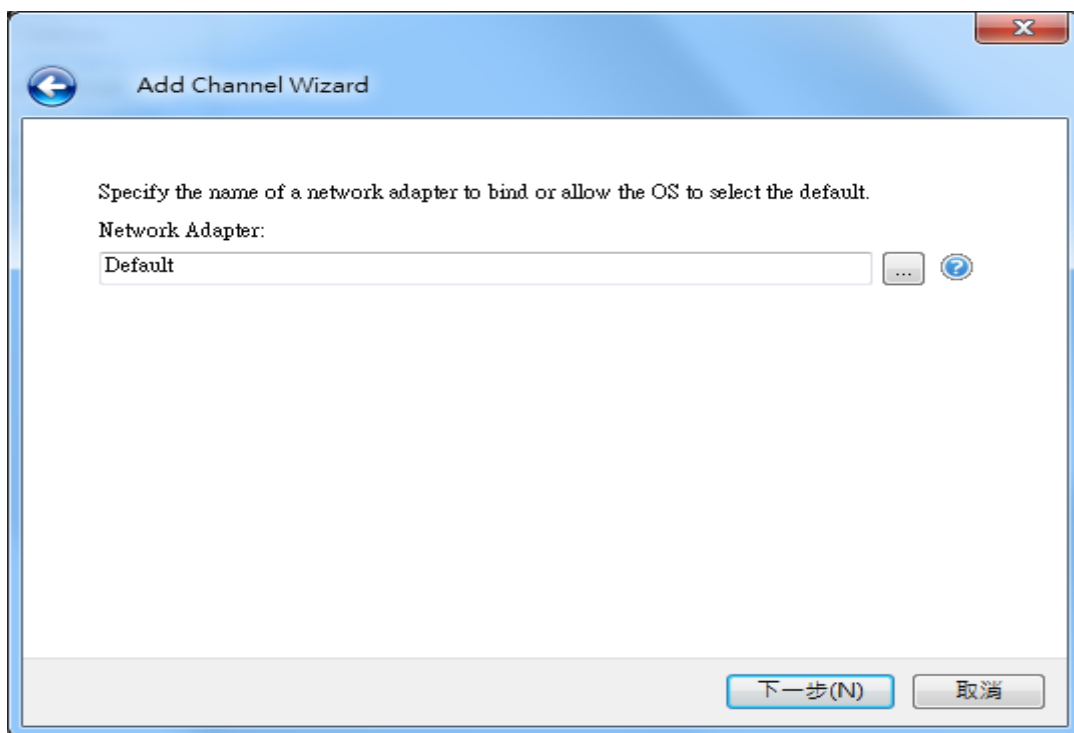 Add Channel Wizard
Specify the name of a network adapter to bind or allow the OS to select the default.
Network Adapter:
Default
...
下一步(N)
取消